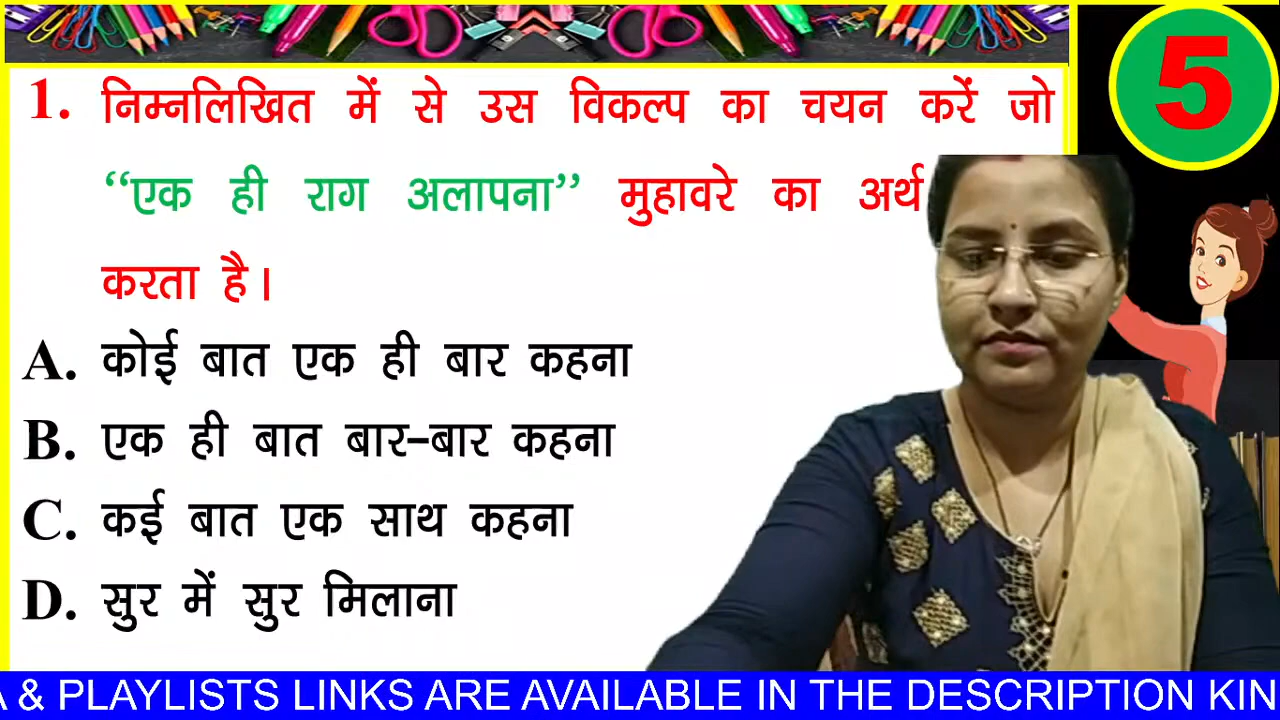 5
1. निम्नलिखित में से उस विकल्प का चयन करें जो
“एक ही राग अलापना” मुहावरे का अर्थ
करता है।
A. कोई बात एक ही बार कहना
B. एक ही बात बार-बार कहना
C. कई बात एक साथ कहना
D. सुर में सुर मिलाना
& PLAYLISTS LINKS ARE AVAILABLE IN THE DESCRIPTION KIN